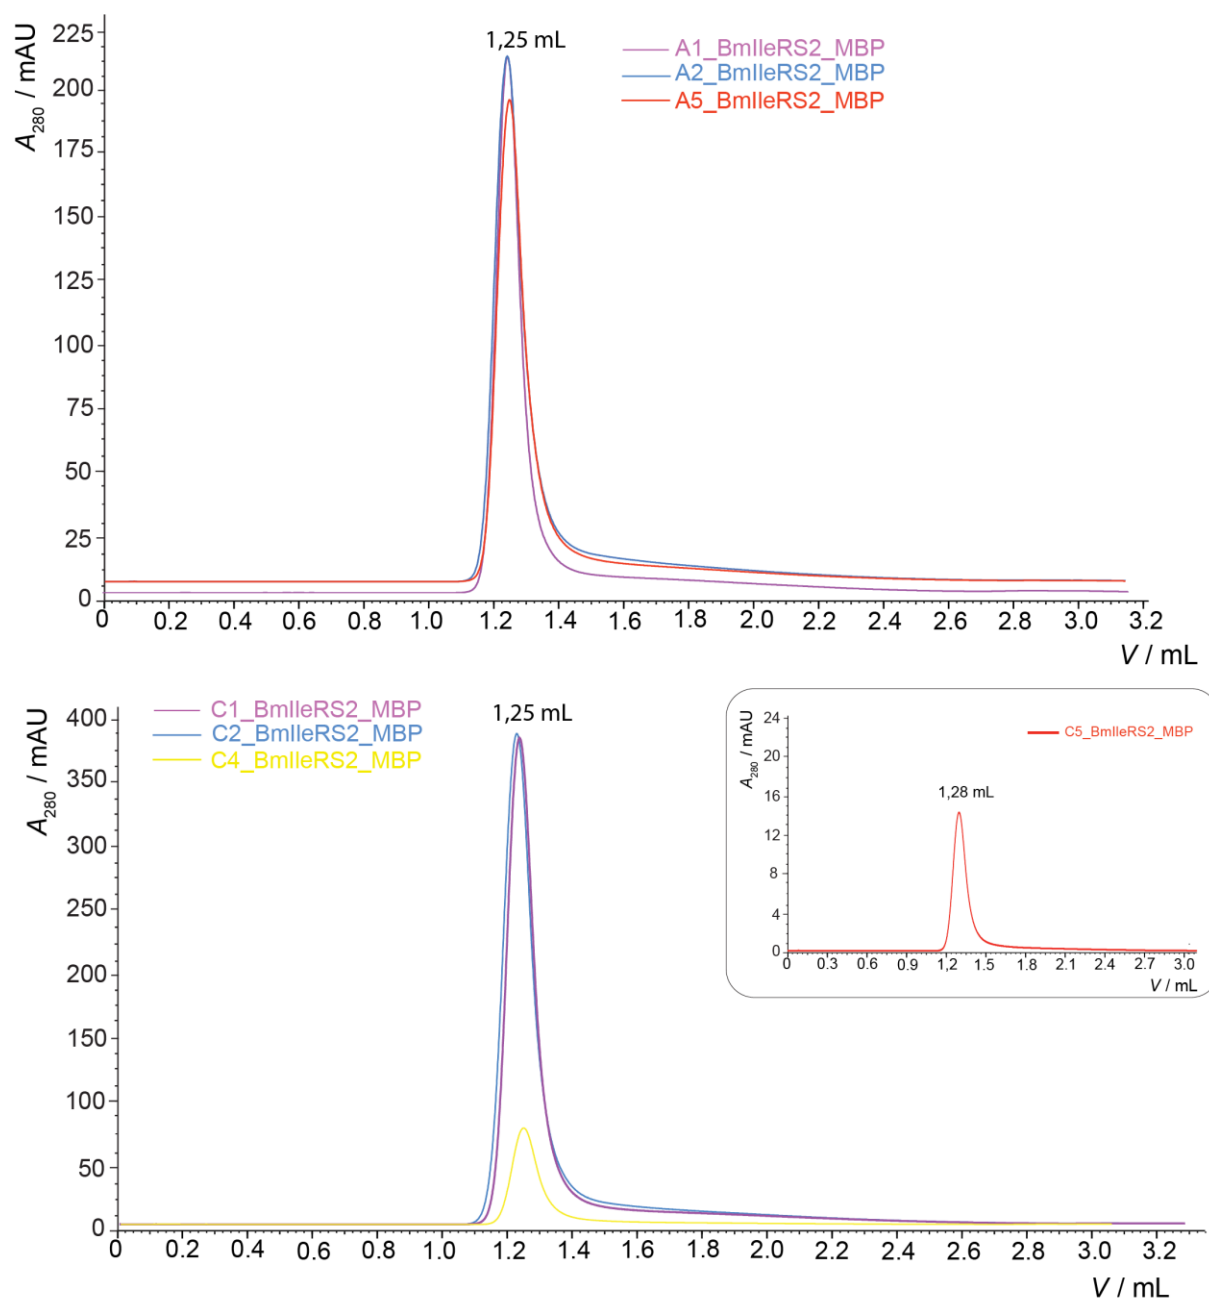 A280 / mAU
225
200
175
150
125
100
75
50
25
0
1,25 mL
A1_BmIleRS2_MBP
A2_BmIleRS2_MBP
A5_BmIleRS2_MBP
0 0.2 0.4 0.6 0.8 1.0 1.2 1.4 1.6 1.8 2.0 2.2 2.4 2.6 2.8 3.0 3.2
V / mL
A280 / mAU
400
350
300
250
200
150
100
50
0
C1_BmIleRS2_MBP
C2_BmIleRS2_MBP
C4_BmIleRS2_MBP
1,25 mL
0 0.2 0.4 0.6 0.8 1.0 1.2 1.4 1.6 1.8 2.0 2.2 2.4 2.6 2.8 3.0 3.2
V / mL
A280 / mAU
24
20
16
12
8
4
0
C5_BmIleRS2_MBP
1,28 mL
0 0.3 0.6 0.9 1.2 1.5 1.8 2.1 2.4 2.7 3.0
V / mL